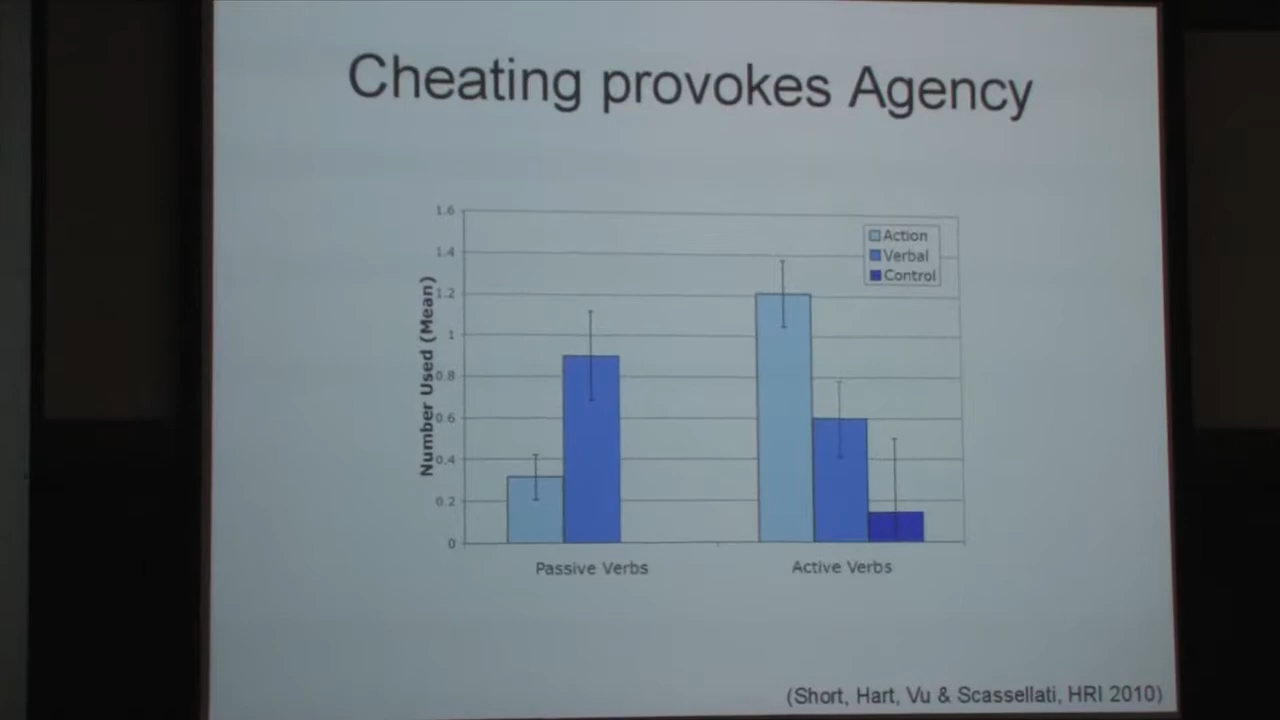 Cheating provokes Agency
1.6
1.4
1.2
1
0.8
0.6
0.4
0.2
0
Number Used (Mean)
Action
Verbal
Control
Passive Verbs
Active Verbs
(Short, Hart, Vu & Scassellati, HRI 2010)